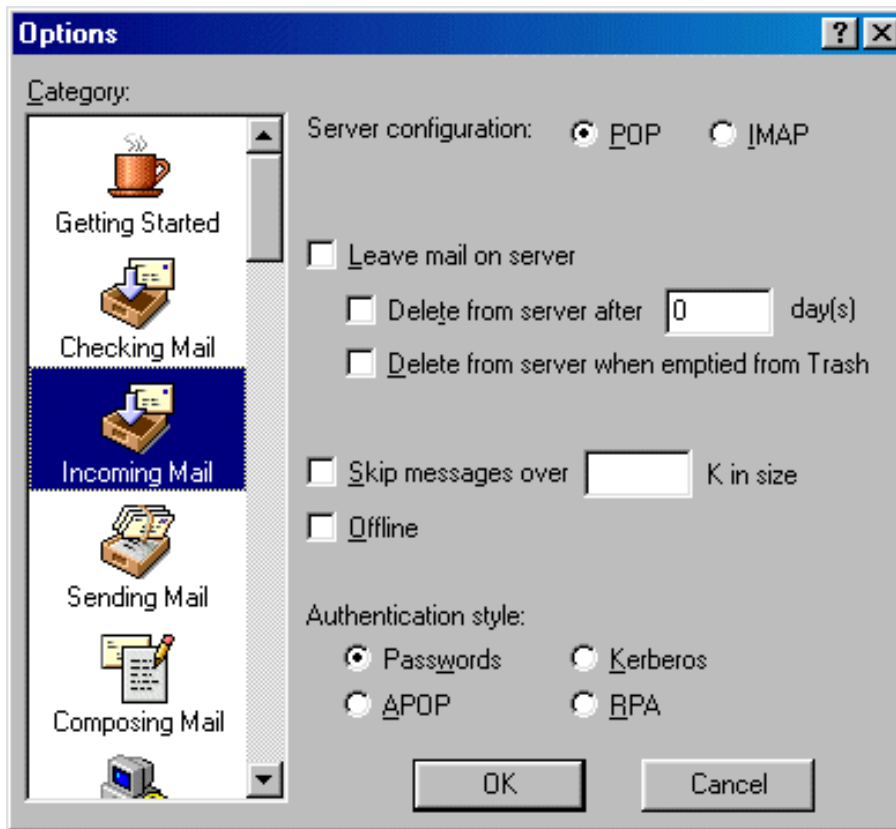 Options
Category:
Getting Started
Checking Mail
Incoming Mail
Sending Mail
Composing Mail
Server configuration: POP IMAP
Leave mail on server
Delete from server after 0 day(s)
Delete from server when emptied from Trash
Skip messages over K in size
Offline
Authentication style:
Passwords Kerberos
APOP RPA
OK Cancel